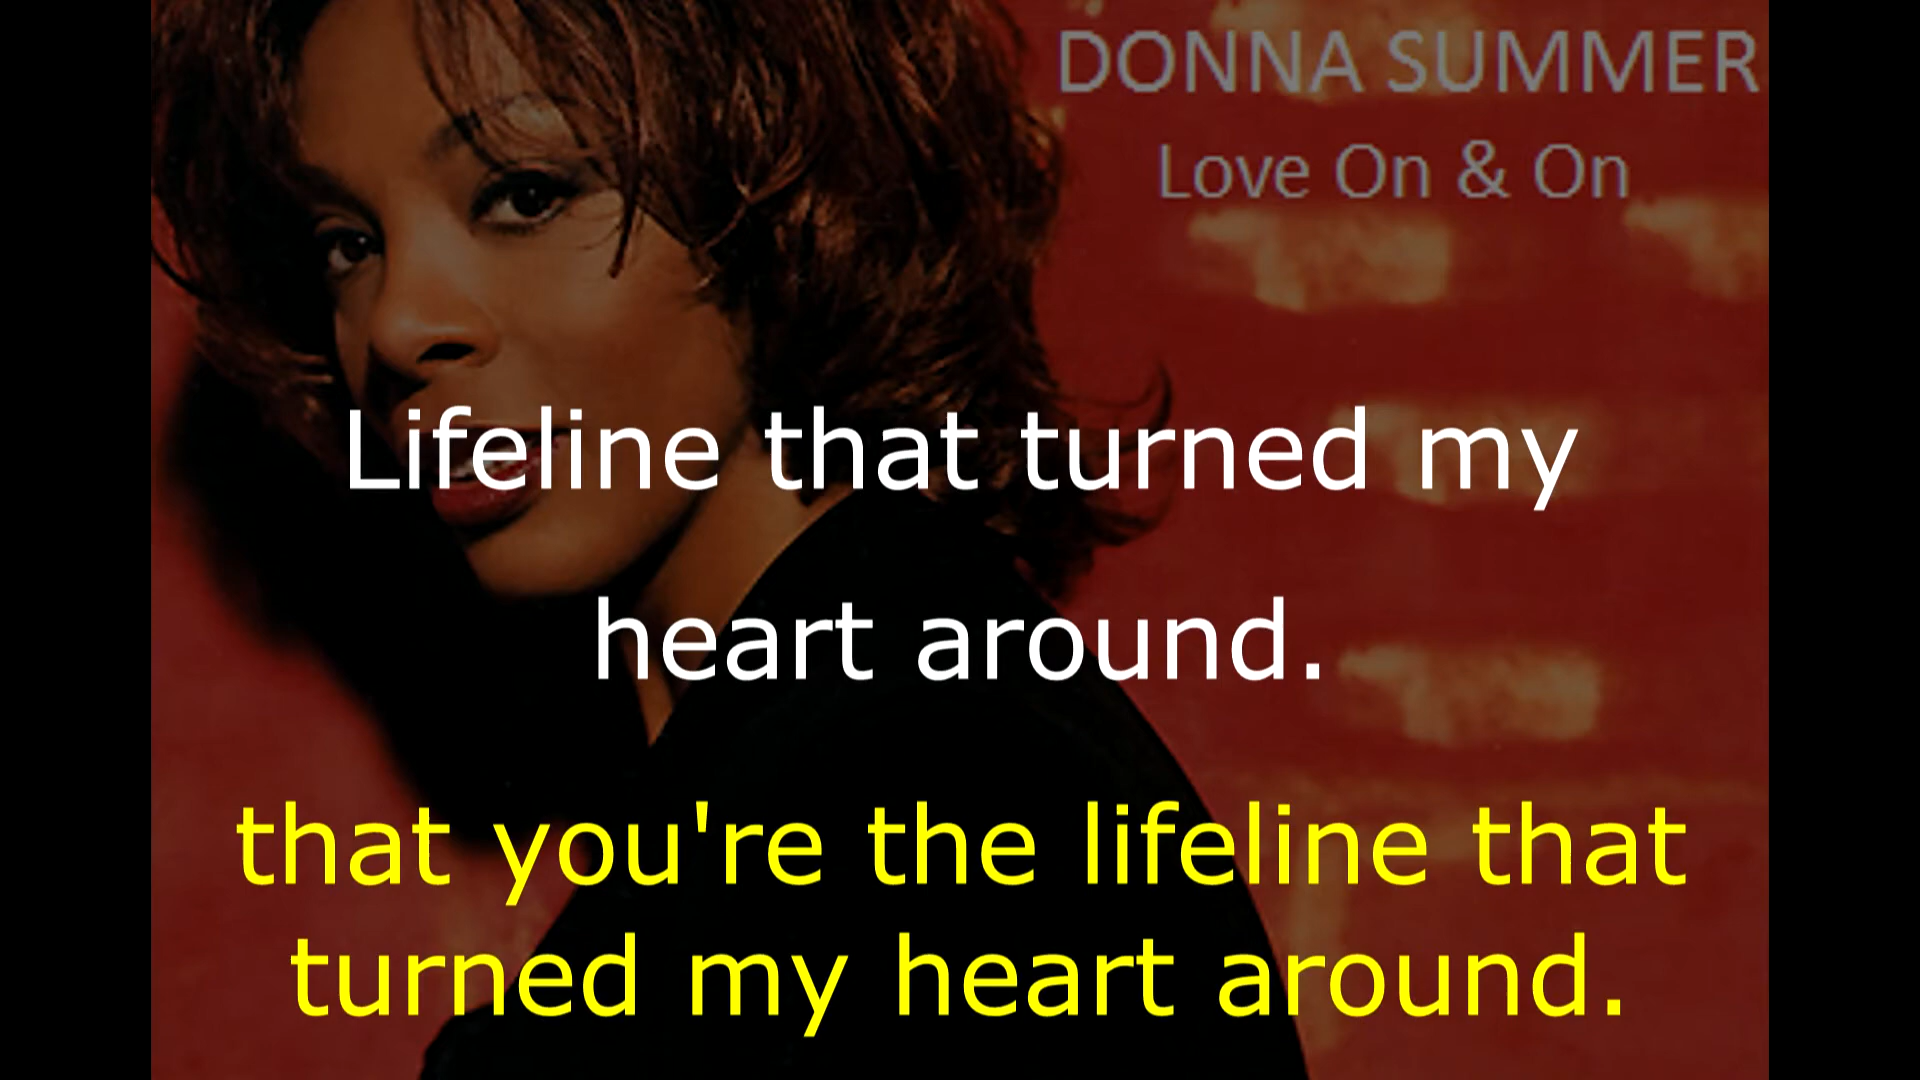 DONNA SUMMER
Love On & On
Lifeline that turned my
heart around.
that you're the lifeline that
turned my heart around.